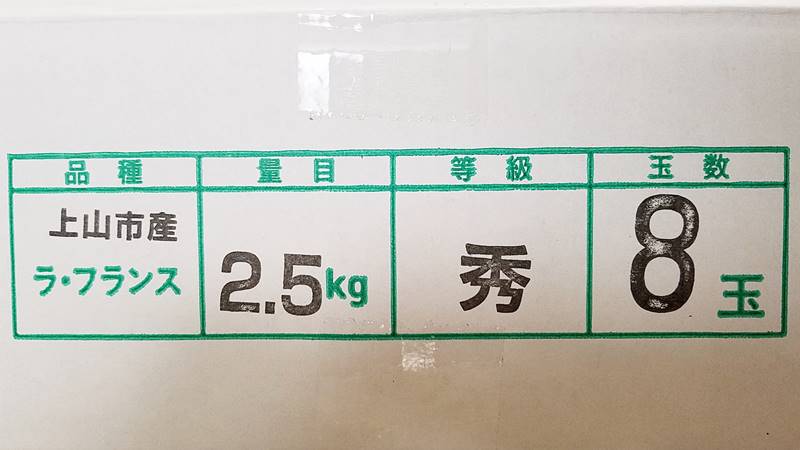 品種 量目 等級 玉数
上山市産
ラ・フランス
2.5kg
秀
8玉